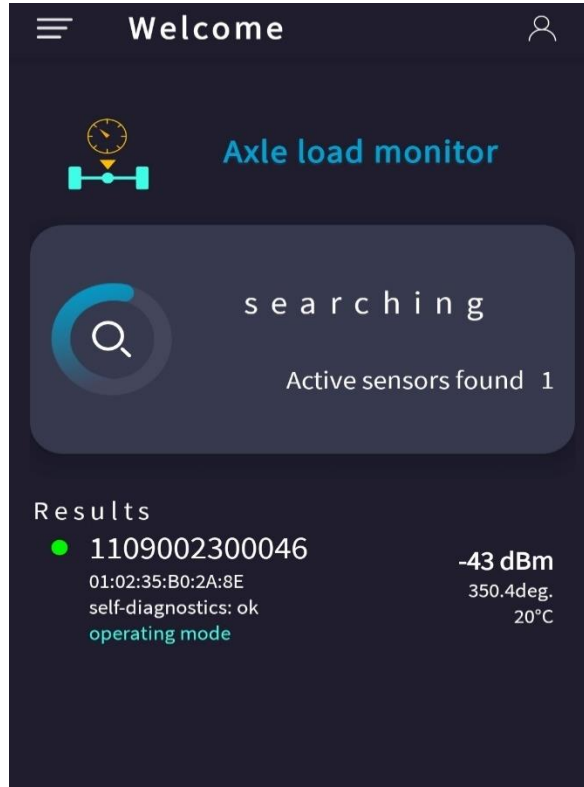 Welcome
Axle load monitor
searching
Active sensors found 1
Results
1109002300046
-43 dBm
01:02:35:B0:2A:8E
350.4deg.
self-diagnostics: ok
20°C
operating mode